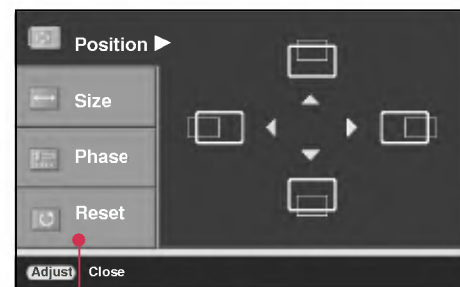 Position ►
Size
Phase
Reset
Adjust Close